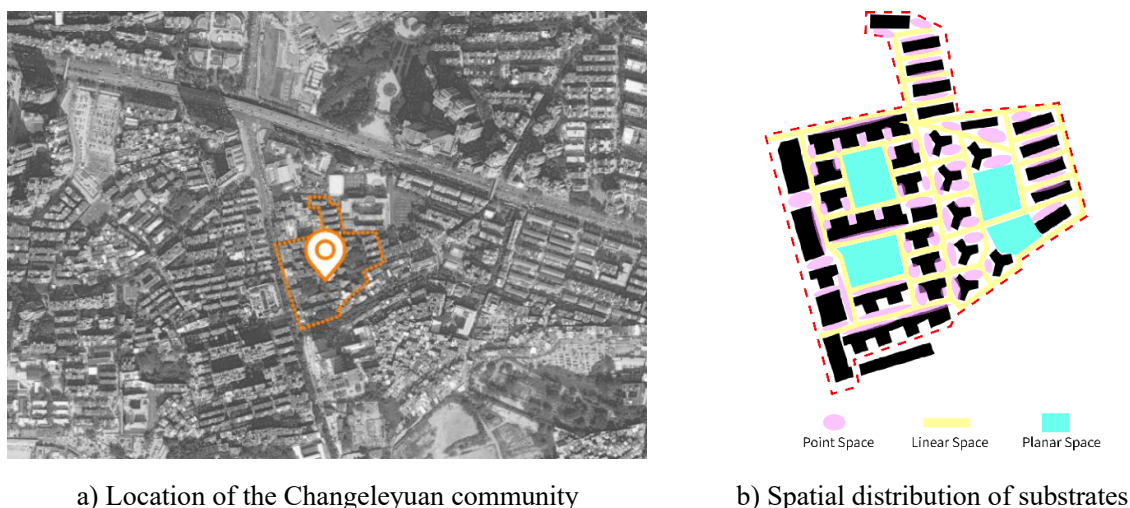 Point Space
Linear Space
Planar Space
a) Location of the Changeleyuan community
b) Spatial distribution of substrates